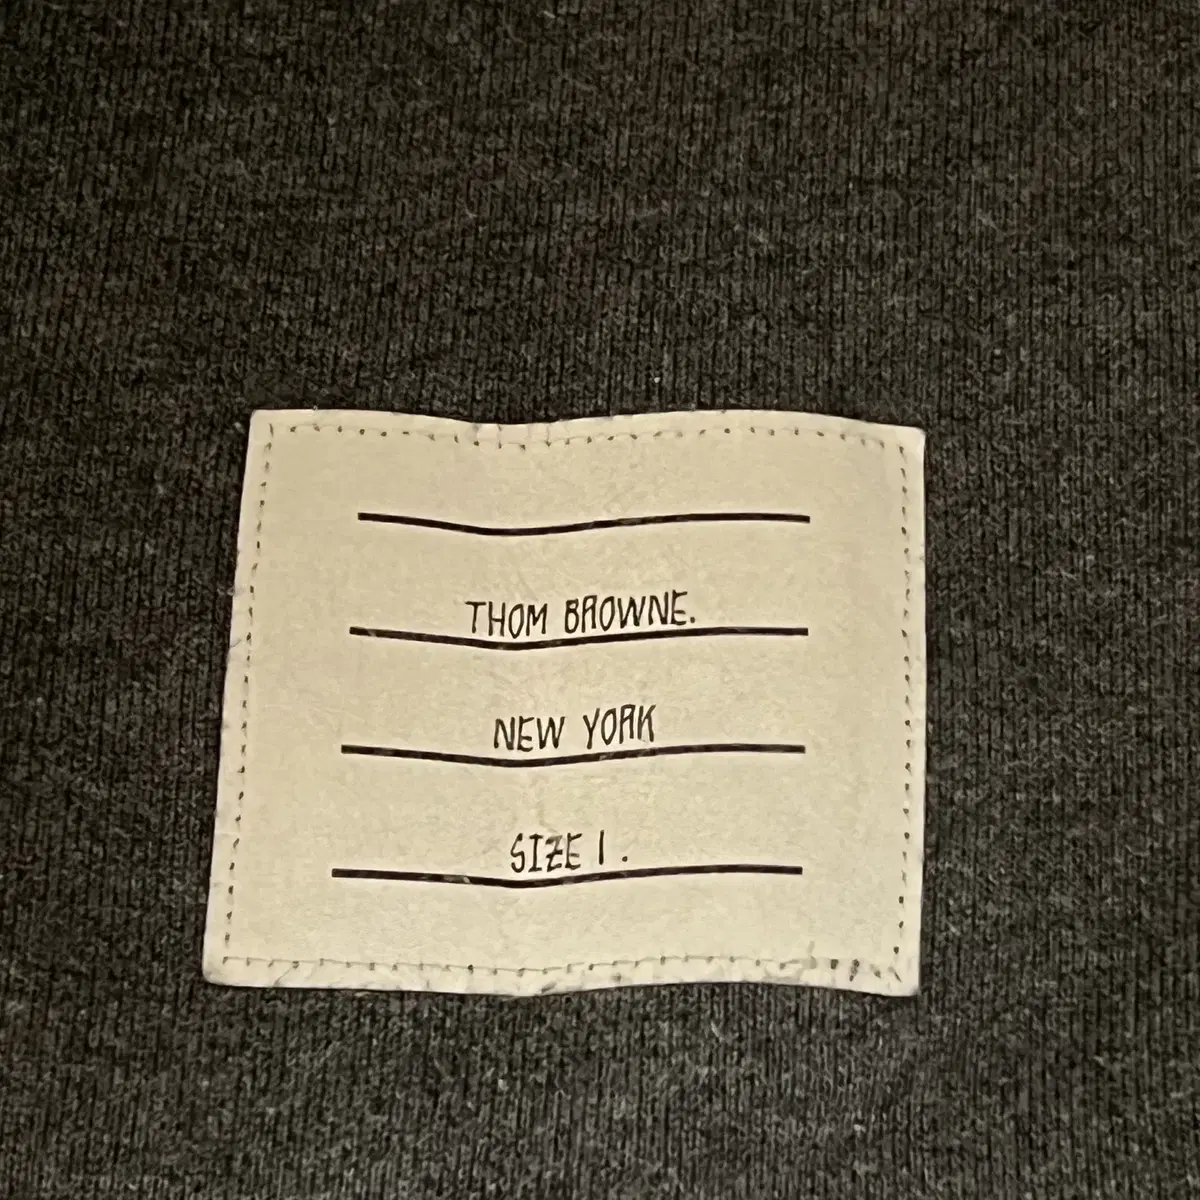 THOM BROWNE.
NEW YORK
SIZE 1 .